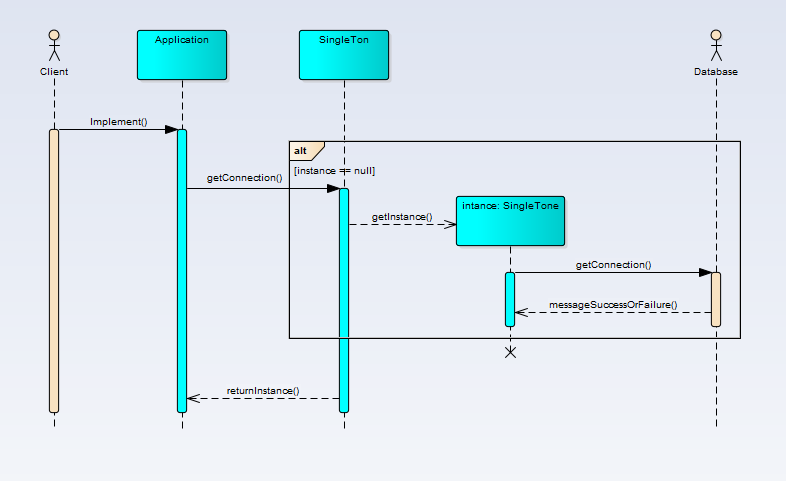 Application
SingleTon
Client
Database
Implement()
alt
[instance == null]
getConnection()
intance: SingleTone
getInstance()
getConnection()
messageSuccessOrFailure()
returnInstance()